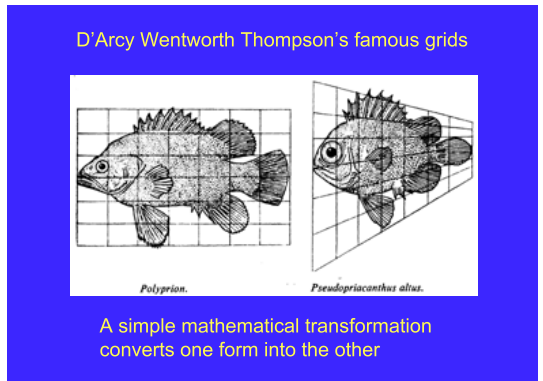 D'Arcy Wentworth Thompson's famous grids
Polyprion.
Pseudopriacanthus altus.
A simple mathematical transformation
converts one form into the other